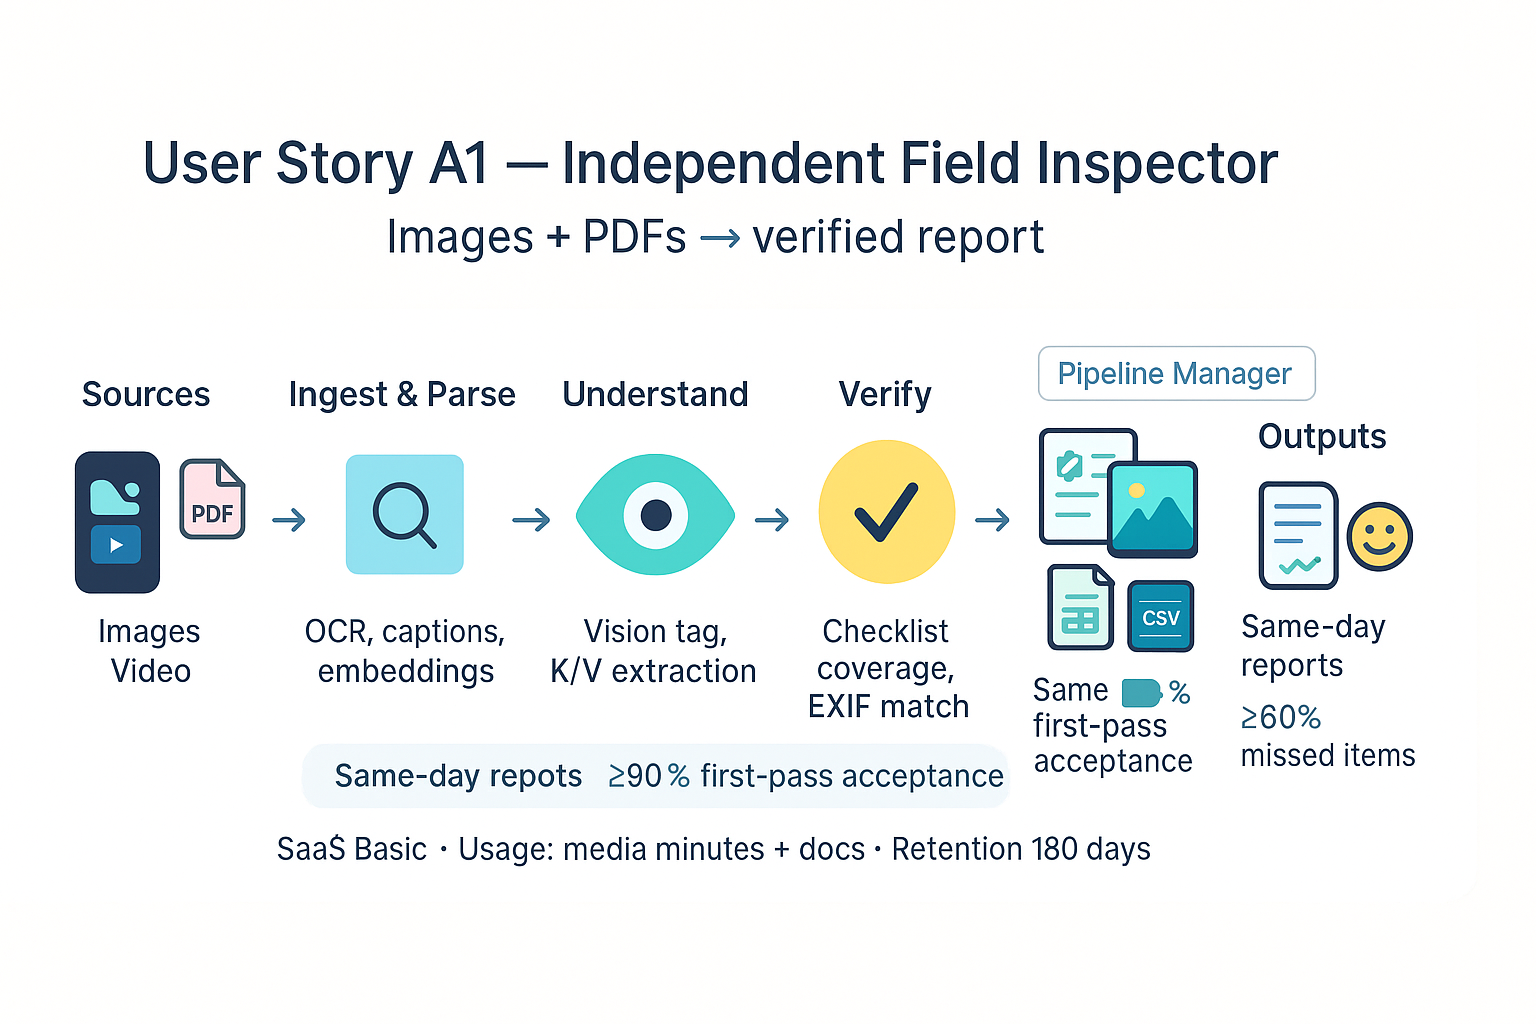 User Story A1 — Independent Field Inspector
Images + PDFs → verified report
Sources
PDF
Images
Video
Ingest & Parse
OCR, captions,
embeddings
Understand
Vision tag,
K/V extraction
Verify
Checklist
coverage,
EXIF match
Pipeline Manager
CSV
Same %
first-pass
acceptance
Outputs
Same-day
reports
≥60%
missed items
Same-day repots ≥90% first-pass acceptance
SaaS Basic · Usage: media minutes + docs · Retention 180 days